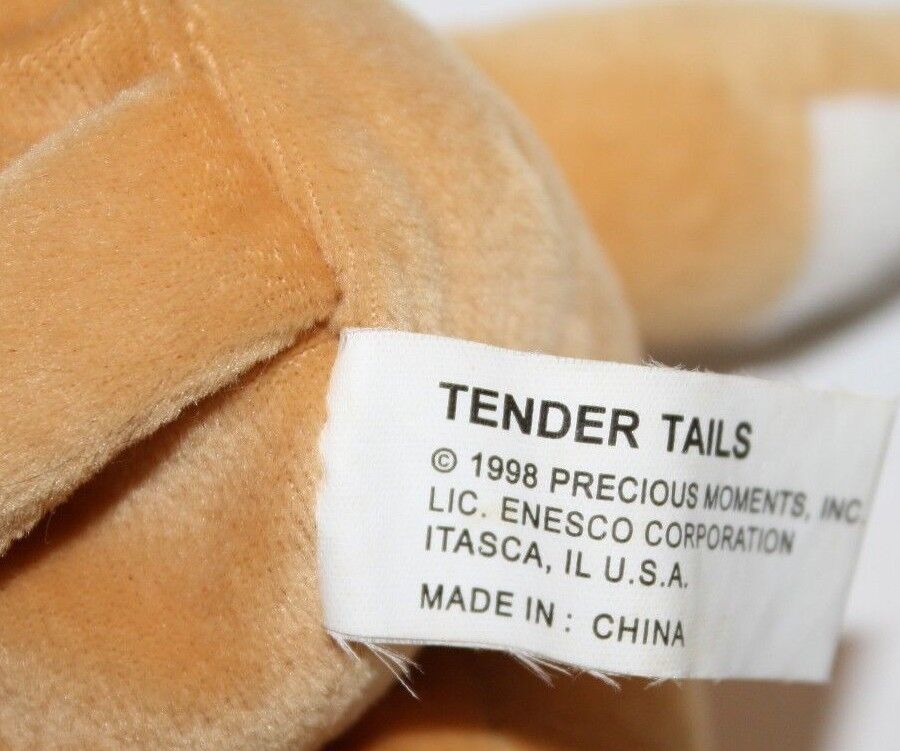 TENDER TAILS
© 1998 PRECIOUS MOMENTS, INC.
LIC. ENESCO CORPORATION
ITASCA, IL U.S.A.
MADE IN : CHINA